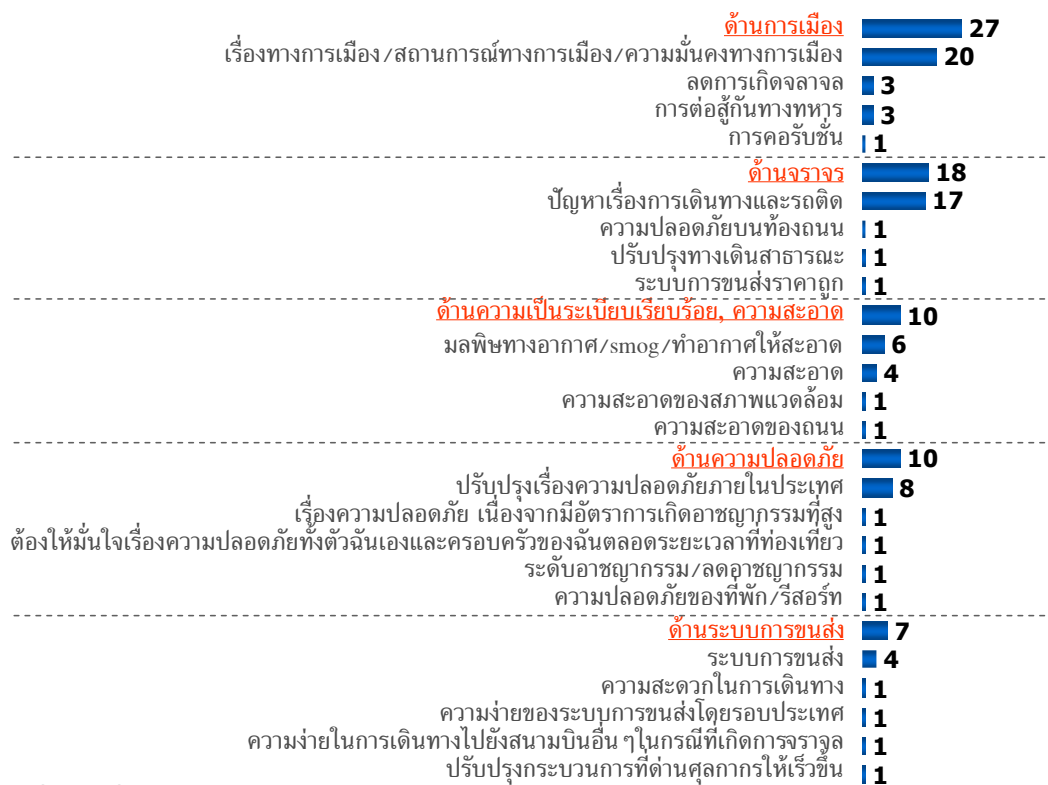 ด้านการเมือง 27
เรื่องทางการเมือง/สถานการณ์ทางการเมือง/ความมั่นคงทางการเมือง 20
ลดการเกิดจลาจล 3
การต่อสู้กันทางทหาร 3
การคอรับชั่น 1
ด้านจราจร 18
ปัญหาเรื่องการเดินทางและรถติด 17
ความปลอดภัยบนท้องถนน 1
ปรับปรุงทางเดินสาธารณะ 1
ระบบการขนส่งราคาถูก 1
ด้านความเป็นระเบียบเรียบร้อย, ความสะอาด 10
มลพิษทางอากาศ/smog/ทำอากาศให้สะอาด 6
ความสะอาด 4
ความสะอาดของสภาพแวดล้อม 1
ความสะอาดของถนน 1
ด้านความปลอดภัย 10
ปรับปรุงเรื่องความปลอดภัยภายในประเทศ 8
เรื่องความปลอดภัย เนื่องจากมีอัตราการเกิดอาชญากรรมที่สูง 1
ต้องให้มั่นใจเรื่องความปลอดภัยทั้งตัวฉันเองและครอบครัวของฉันตลอดระยะเวลาที่ท่องเที่ยว 1
ระดับอาชญากรรม/ลดอาชญากรรม 1
ความปลอดภัยของที่พัก/รีสอร์ท 1
ด้านระบบการขนส่ง 7
ระบบการขนส่ง 4
ความสะดวกในการเดินทาง 1
ความง่ายของระบบการขนส่งโดยรอบประเทศ 1
ความง่ายในการเดินทางไปยังสนามบินอื่น ๆในกรณีที่เกิดการจราจล 1
ปรับปรุงกระบวนการที่ด่านศุลกากรให้เร็วขึ้น 1